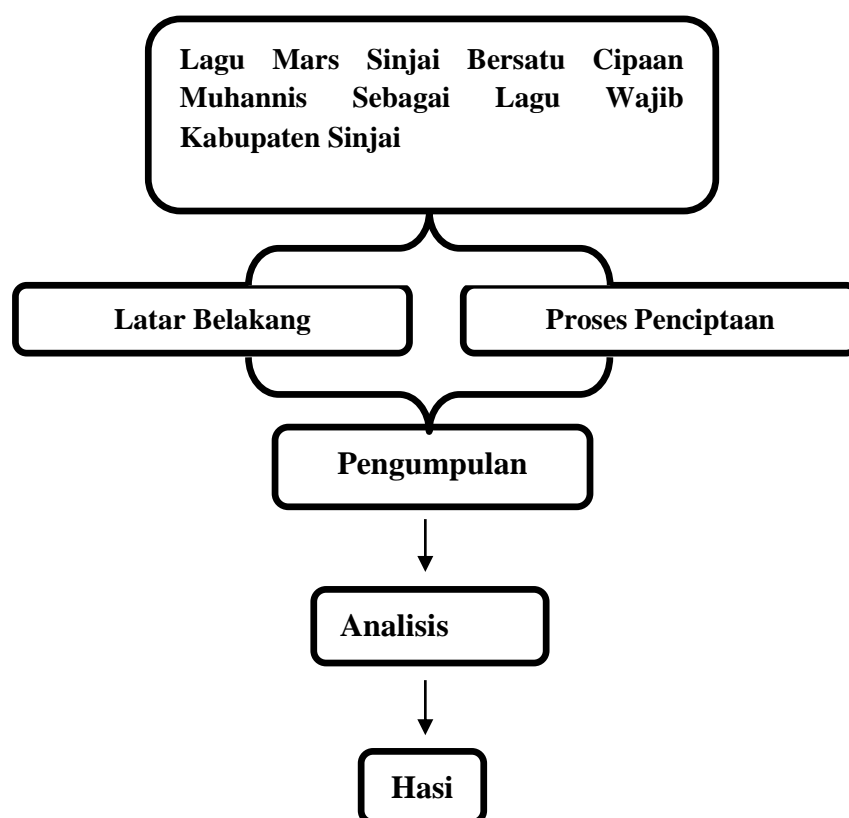 Lagu Mars Sinjai Bersatu Cipaan
Muhannis Sebagai Lagu Wajib
Kabupaten Sinjai
Latar Belakang
Proses Penciptaan
Pengumpulan
Analisis
Hasi